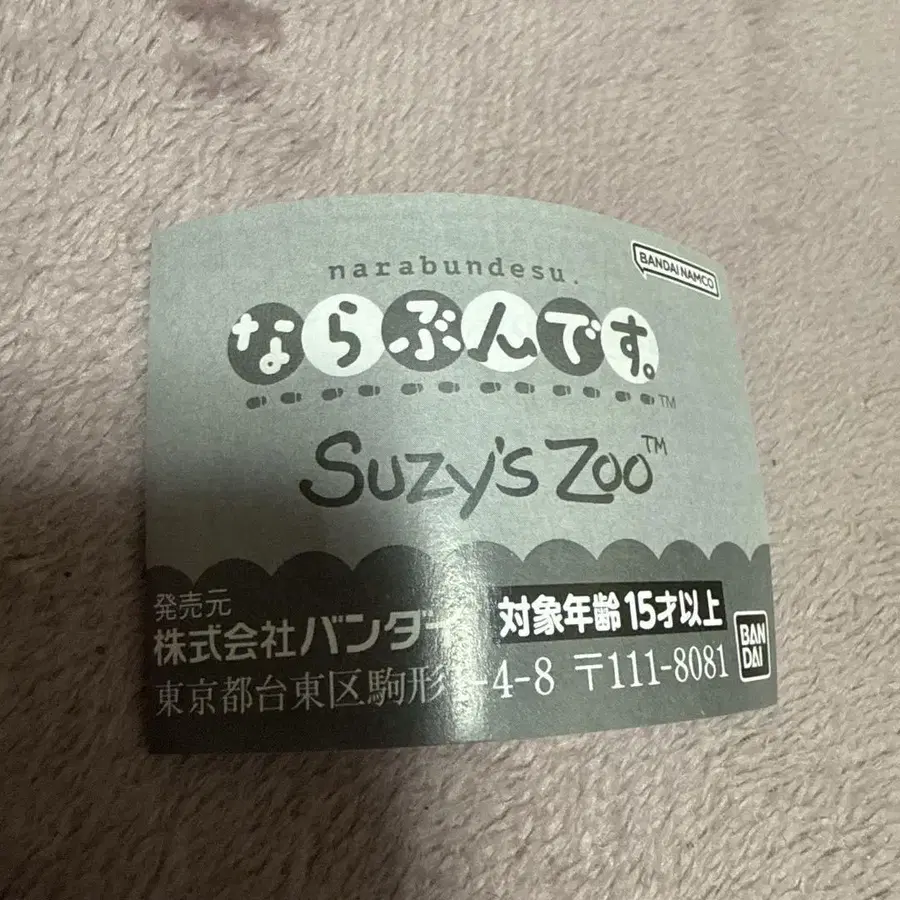 narabundesu.
BANDAI NAMCO
ならぶんです。
TM
Suzy's Zoo™
発売元
株式会社バンダ
対象年齢15才以上
東京都台東区駒形 -4-8 〒111-8081
BAN
DAI